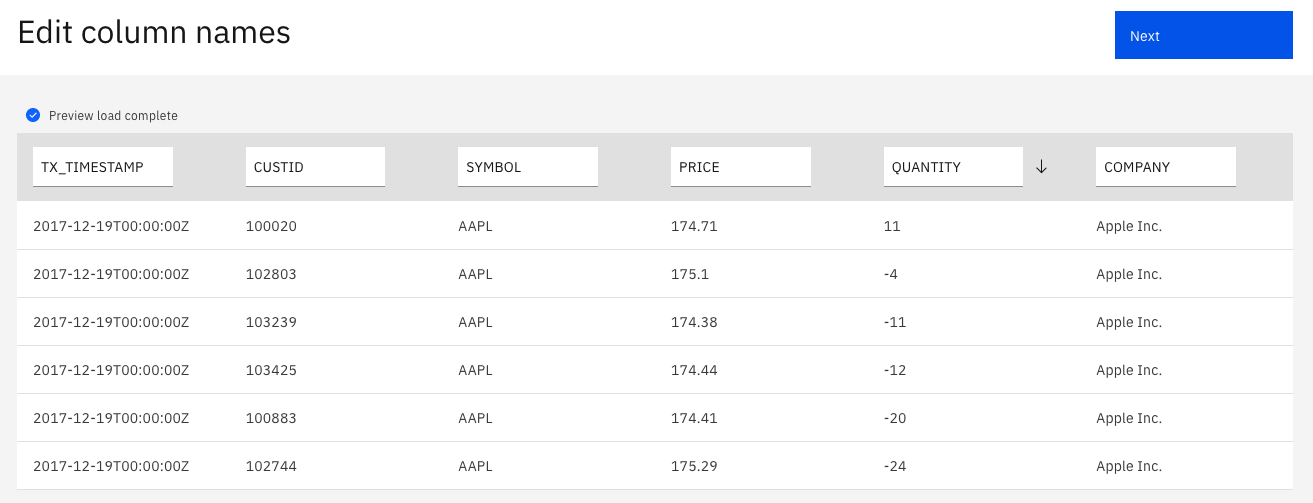 Edit column names
Next
Preview load complete
TX_TIMESTAMP CUSTID SYMBOL PRICE QUANTITY COMPANY
2017-12-19T00:00:00Z 100020 AAPL 174.71 11 Apple Inc.
2017-12-19T00:00:00Z 102803 AAPL 175.1 -4 Apple Inc.
2017-12-19T00:00:00Z 103239 AAPL 174.38 -11 Apple Inc.
2017-12-19T00:00:00Z 103425 AAPL 174.44 -12 Apple Inc.
2017-12-19T00:00:00Z 100883 AAPL 174.41 -20 Apple Inc.
2017-12-19T00:00:00Z 102744 AAPL 175.29 -24 Apple Inc.